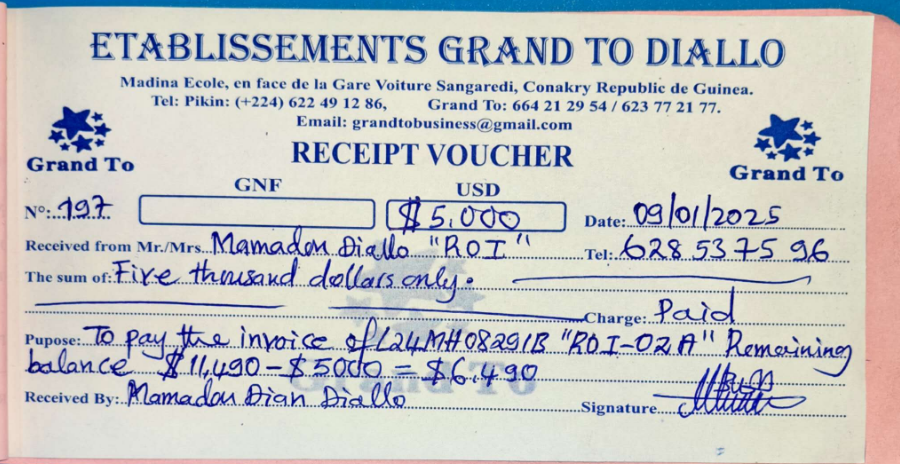 ETABLISSEMENTS GRAND TO DIALLO
Madina Ecole, en face de la Gare Voiture Sangaredi, Conakry Republic de Guinea.
Tel: Pikin: (+224) 622 49 12 86, Grand To: 664 21 29 54 / 623 77 21 77.
Email: grandtobusiness@gmail.com
Grand To
RECEIPT VOUCHER
Grand To
GNF USD
N°: 197 $ 5.000 Date: 09/01/2025
Received from Mr./Mrs. Mamadou Diallo "ROI" Tel: 628 53 75 96
The sum of: Five thousand dollars only.
Charge: Paid
Pupose: To pay the invoice of L24MH08291B "ROI-02A" Remaining
balance $ 11,490 - $ 5000 = $ 6.490
Received By: Mamadou Dian Diallo Signature